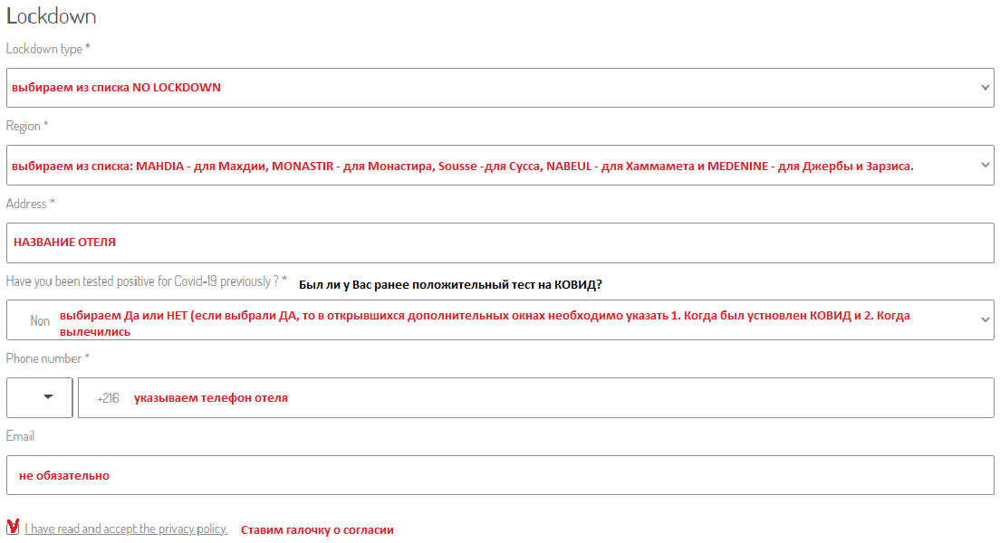 Lockdown
Lockdown type *
выбираем из списка NO LOCKDOWN
Region *
выбираем из списка: MAHDIA - для Махдии, MONASTIR - для Монастира, Sousse -для Сусса, NABEUL - для Хаммамета и MEDENINE - для Джербы и Зарзиса.
Address *
НАЗВАНИЕ ОТЕЛЯ
Have you been tested positive for Covid-19 previously ? * Был ли у Вас ранее положительный тест на КОВИД?
Non выбираем Да или НЕТ (если выбрали ДА, то в открывшихся дополнительных окнах необходимо указать 1. Когда был устновлен КОВИД и 2. Когда
вылечились
Phone number *
+216 указываем телефон отеля
Email
не обязательно
I have read and accept the privacy policy. Ставим галочку о согласии